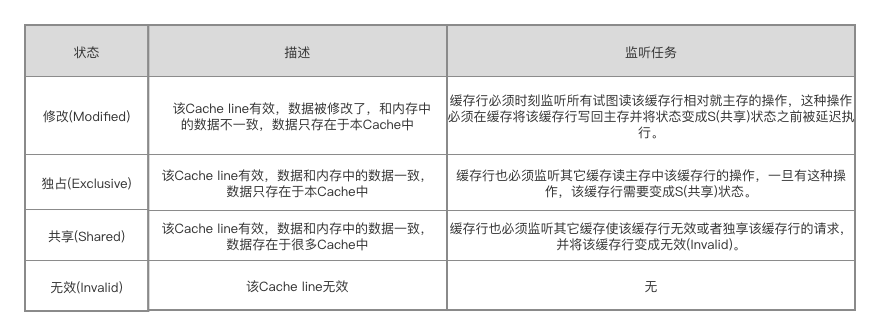 状态
描述
监听任务
修改(Modified)
该Cache line有效，数据被修改了，和内存中
的数据不一致，数据只存在于本Cache中
缓存行必须时刻监听所有试图读该缓存行相对就主存的操作，这种操作
必须在缓存将该缓存行写回主存并将状态变成S(共享)状态之前被延迟执
行。
独占(Exclusive)
该Cache line有效，数据和内存中的数据一致，
数据只存在于本Cache中
缓存行也必须监听其它缓存读主存中该缓存行的操作，一旦有这种操
作，该缓存行需要变成S(共享)状态。
共享(Shared)
该Cache line有效，数据和内存中的数据一致，
数据存在于很多Cache中
缓存行也必须监听其它缓存使该缓存行无效或者独享该缓存行的请求，
并将该缓存行变成无效(Invalid)。
无效(Invalid)
该Cache line无效
无